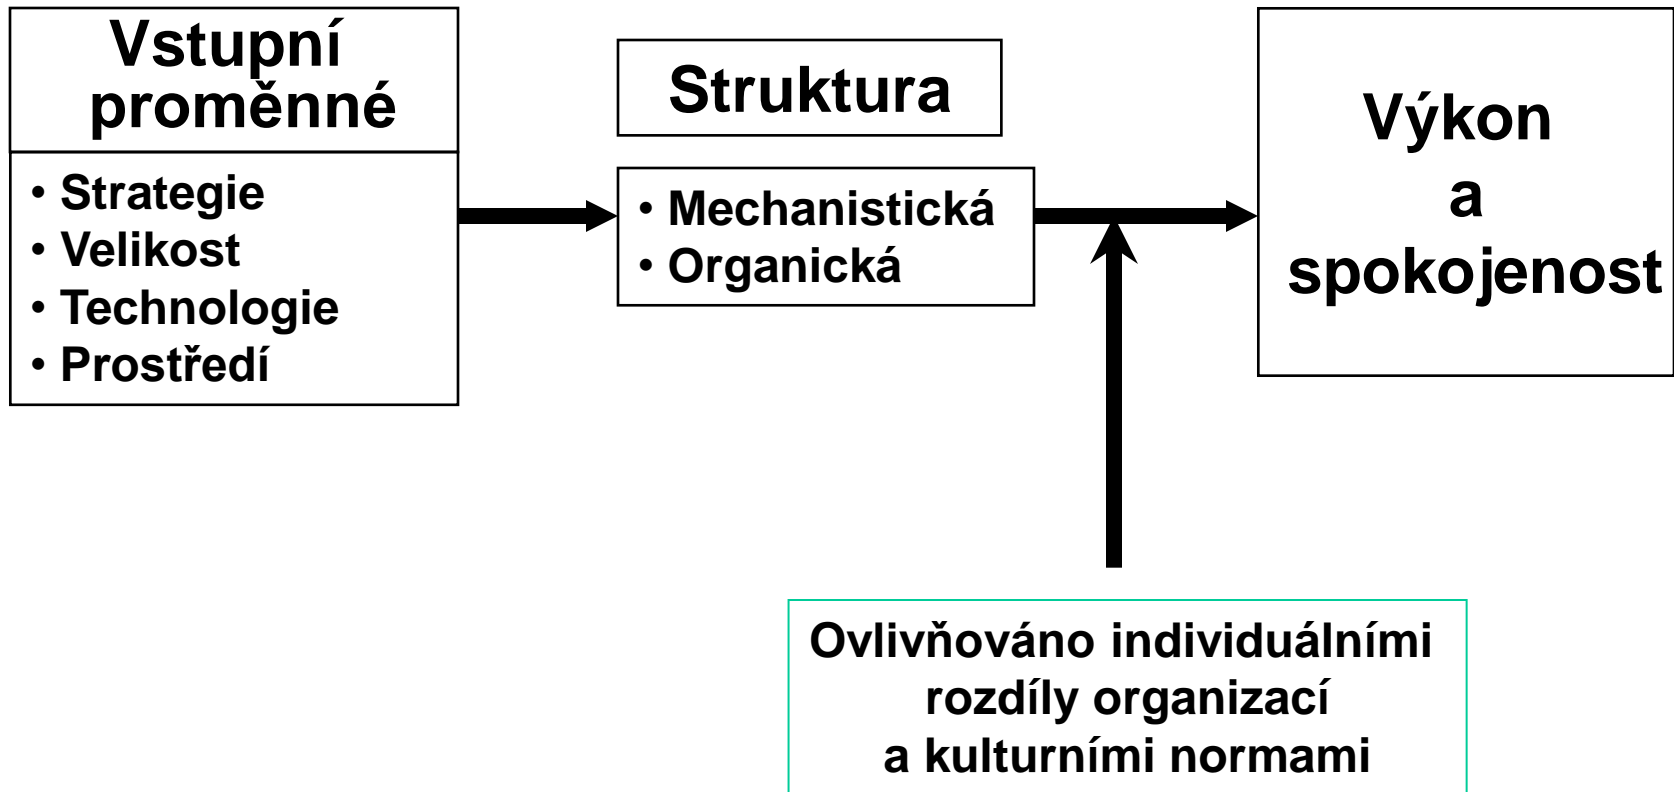 Vstupní
proměnné
• Strategie
• Velikost
• Technologie
• Prostředí
Struktura
• Mechanistická
• Organická
Výkon
a
spokojenost
Ovlivňováno individuálními
rozdíly organizací
a kulturními normami